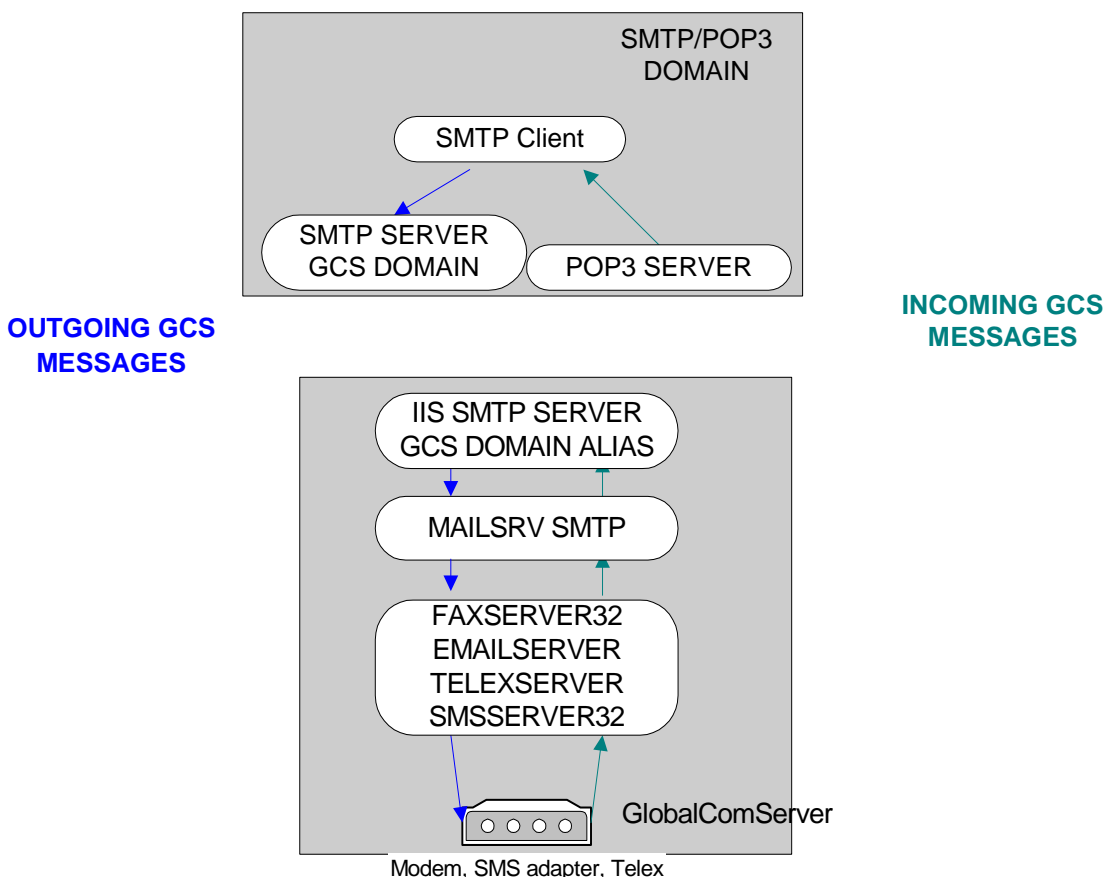 SMTP/POP3
DOMAIN
SMTP Client
SMTP SERVER
GCS DOMAIN
POP3 SERVER
OUTGOING GCS
MESSAGES
INCOMING GCS
MESSAGES
IIS SMTP SERVER
GCS DOMAIN ALIAS
MAILSRV SMTP
FAXSERVER32
EMAILSERVER
TELEXSERVER
SMSSERVER32
GlobalComServer
Modem, SMS adapter, Telex